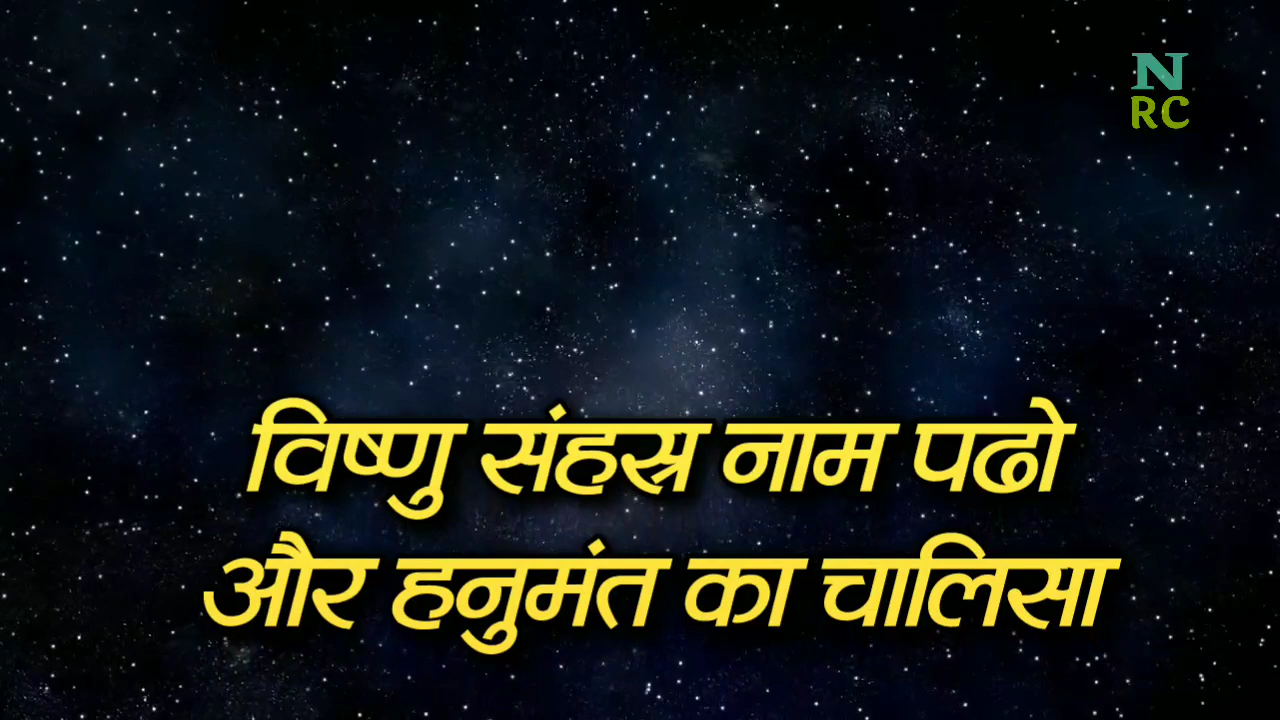 N
RC
विष्णु संहस्र नाम पढो
और हनुमंत का चालिसा